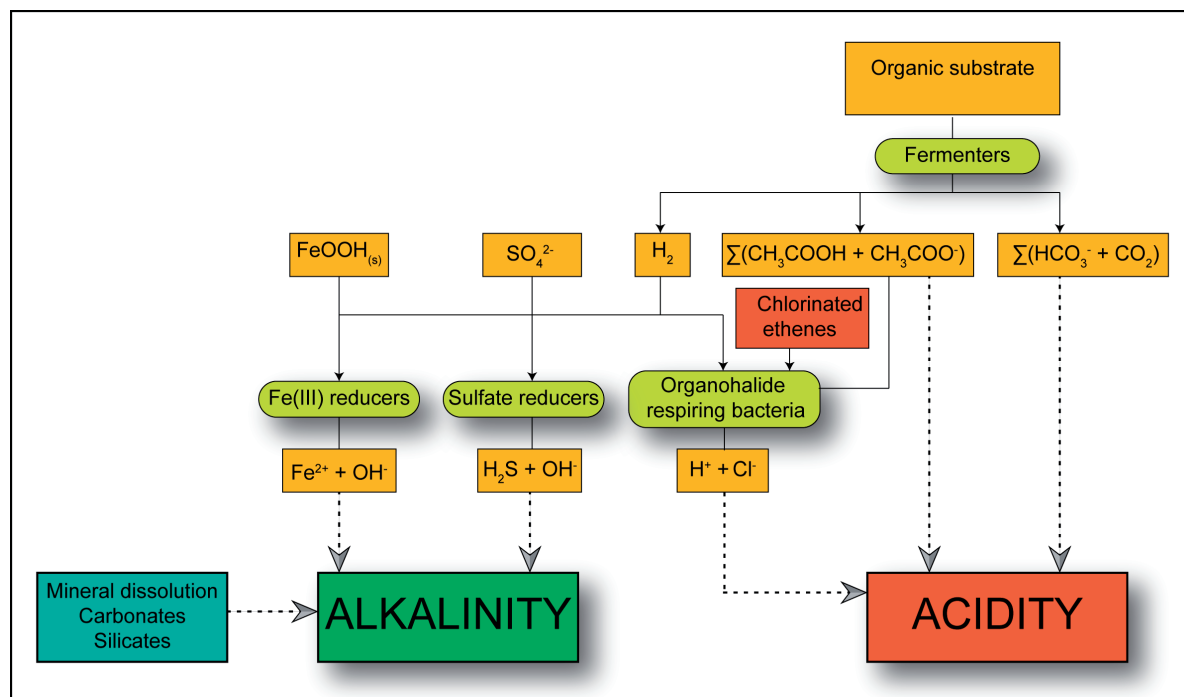 Organic substrate
Fermenters
FeOOH(s)
SO₄²⁻
H₂
∑(CH₃COOH + CH₃COO⁻)
∑(HCO₃⁻ + CO₂)
Chlorinated
ethenes
Fe(III) reducers
Sulfate reducers
Organohalide
respiring bacteria
Fe²⁺ + OH⁻
H₂S + OH⁻
H⁺ + Cl⁻
Mineral dissolution
Carbonates
Silicates
ALKALINITY
ACIDITY